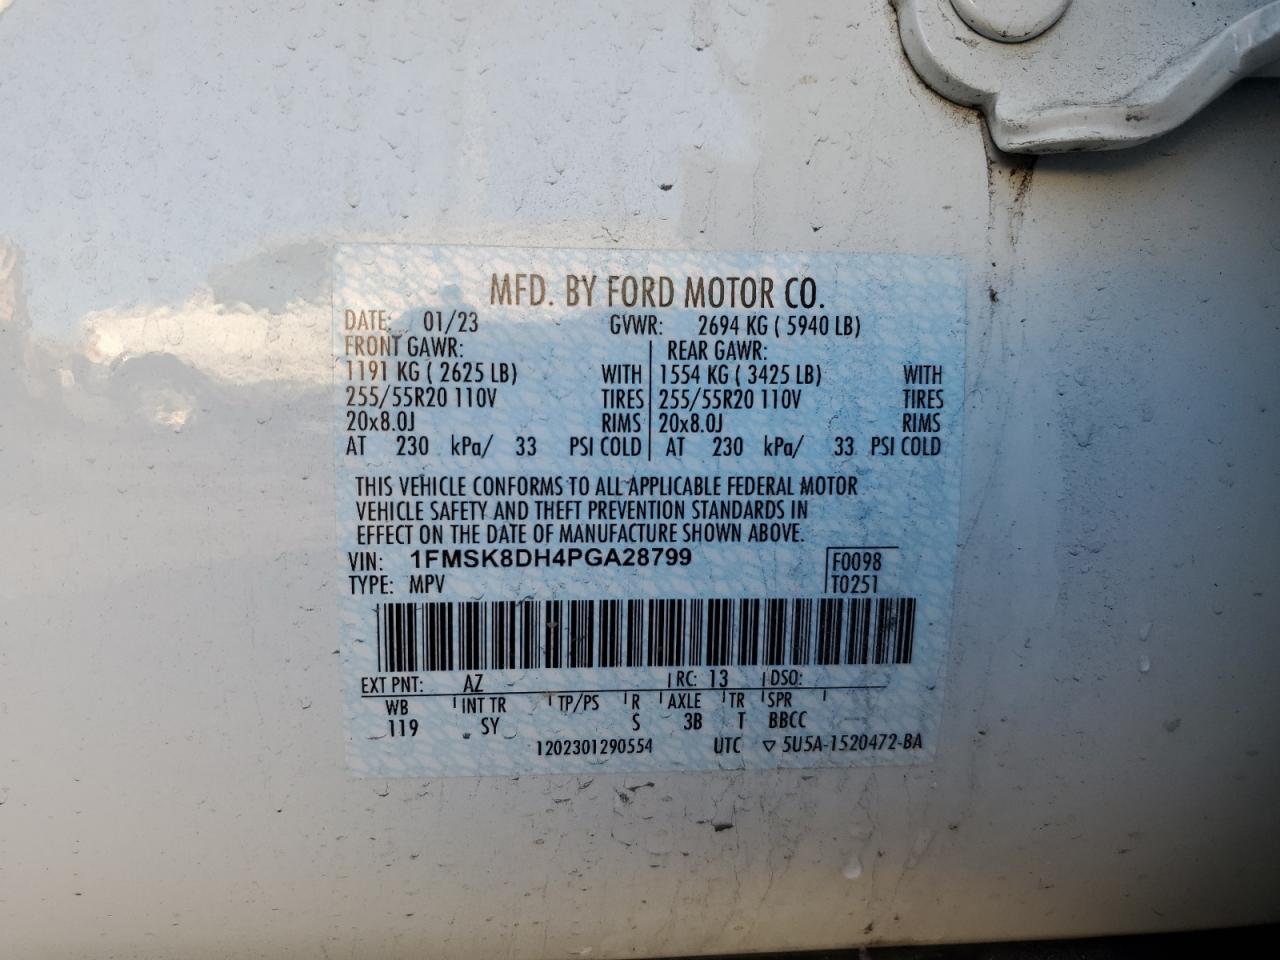 MFD. BY FORD MOTOR CO.
DATE: 01/23 GVWR: 2694 KG ( 5940 LB)
FRONT GAWR: REAR GAWR:
1191 KG ( 2625 LB) WITH 1554 KG ( 3425 LB) WITH
255/55R20 110V TIRES 255/55R20 110V TIRES
20x8.0J RIMS 20x8.0J RIMS
AT 230 kPa/ 33 PSI COLD AT 230 kPa/ 33 PSI COLD
THIS VEHICLE CONFORMS TO ALL APPLICABLE FEDERAL MOTOR
VEHICLE SAFETY AND THEFT PREVENTION STANDARDS IN
EFFECT ON THE DATE OF MANUFACTURE SHOWN ABOVE.
VIN: 1FMSK8DH4PGA28799 F0098
TYPE: MPV T0251
EXT PNT: AZ RC: 13 DSO:
WB INT TR TP/PS R AXLE TR SPR
119 SY S 3B T BBCC
1202301290554 UTC ▽ 5U5A-1520472-BA